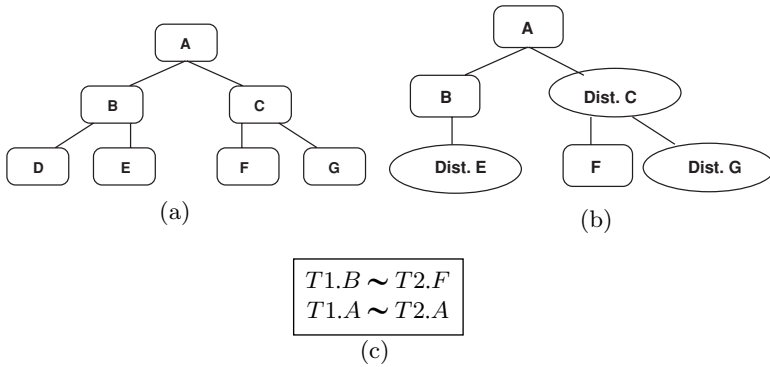 A
B
C
D
E
F
G
(a)
A
B
Dist. C
Dist. E
F
Dist. G
(b)
T1.B ~ T2.F
T1.A ~ T2.A
(c)